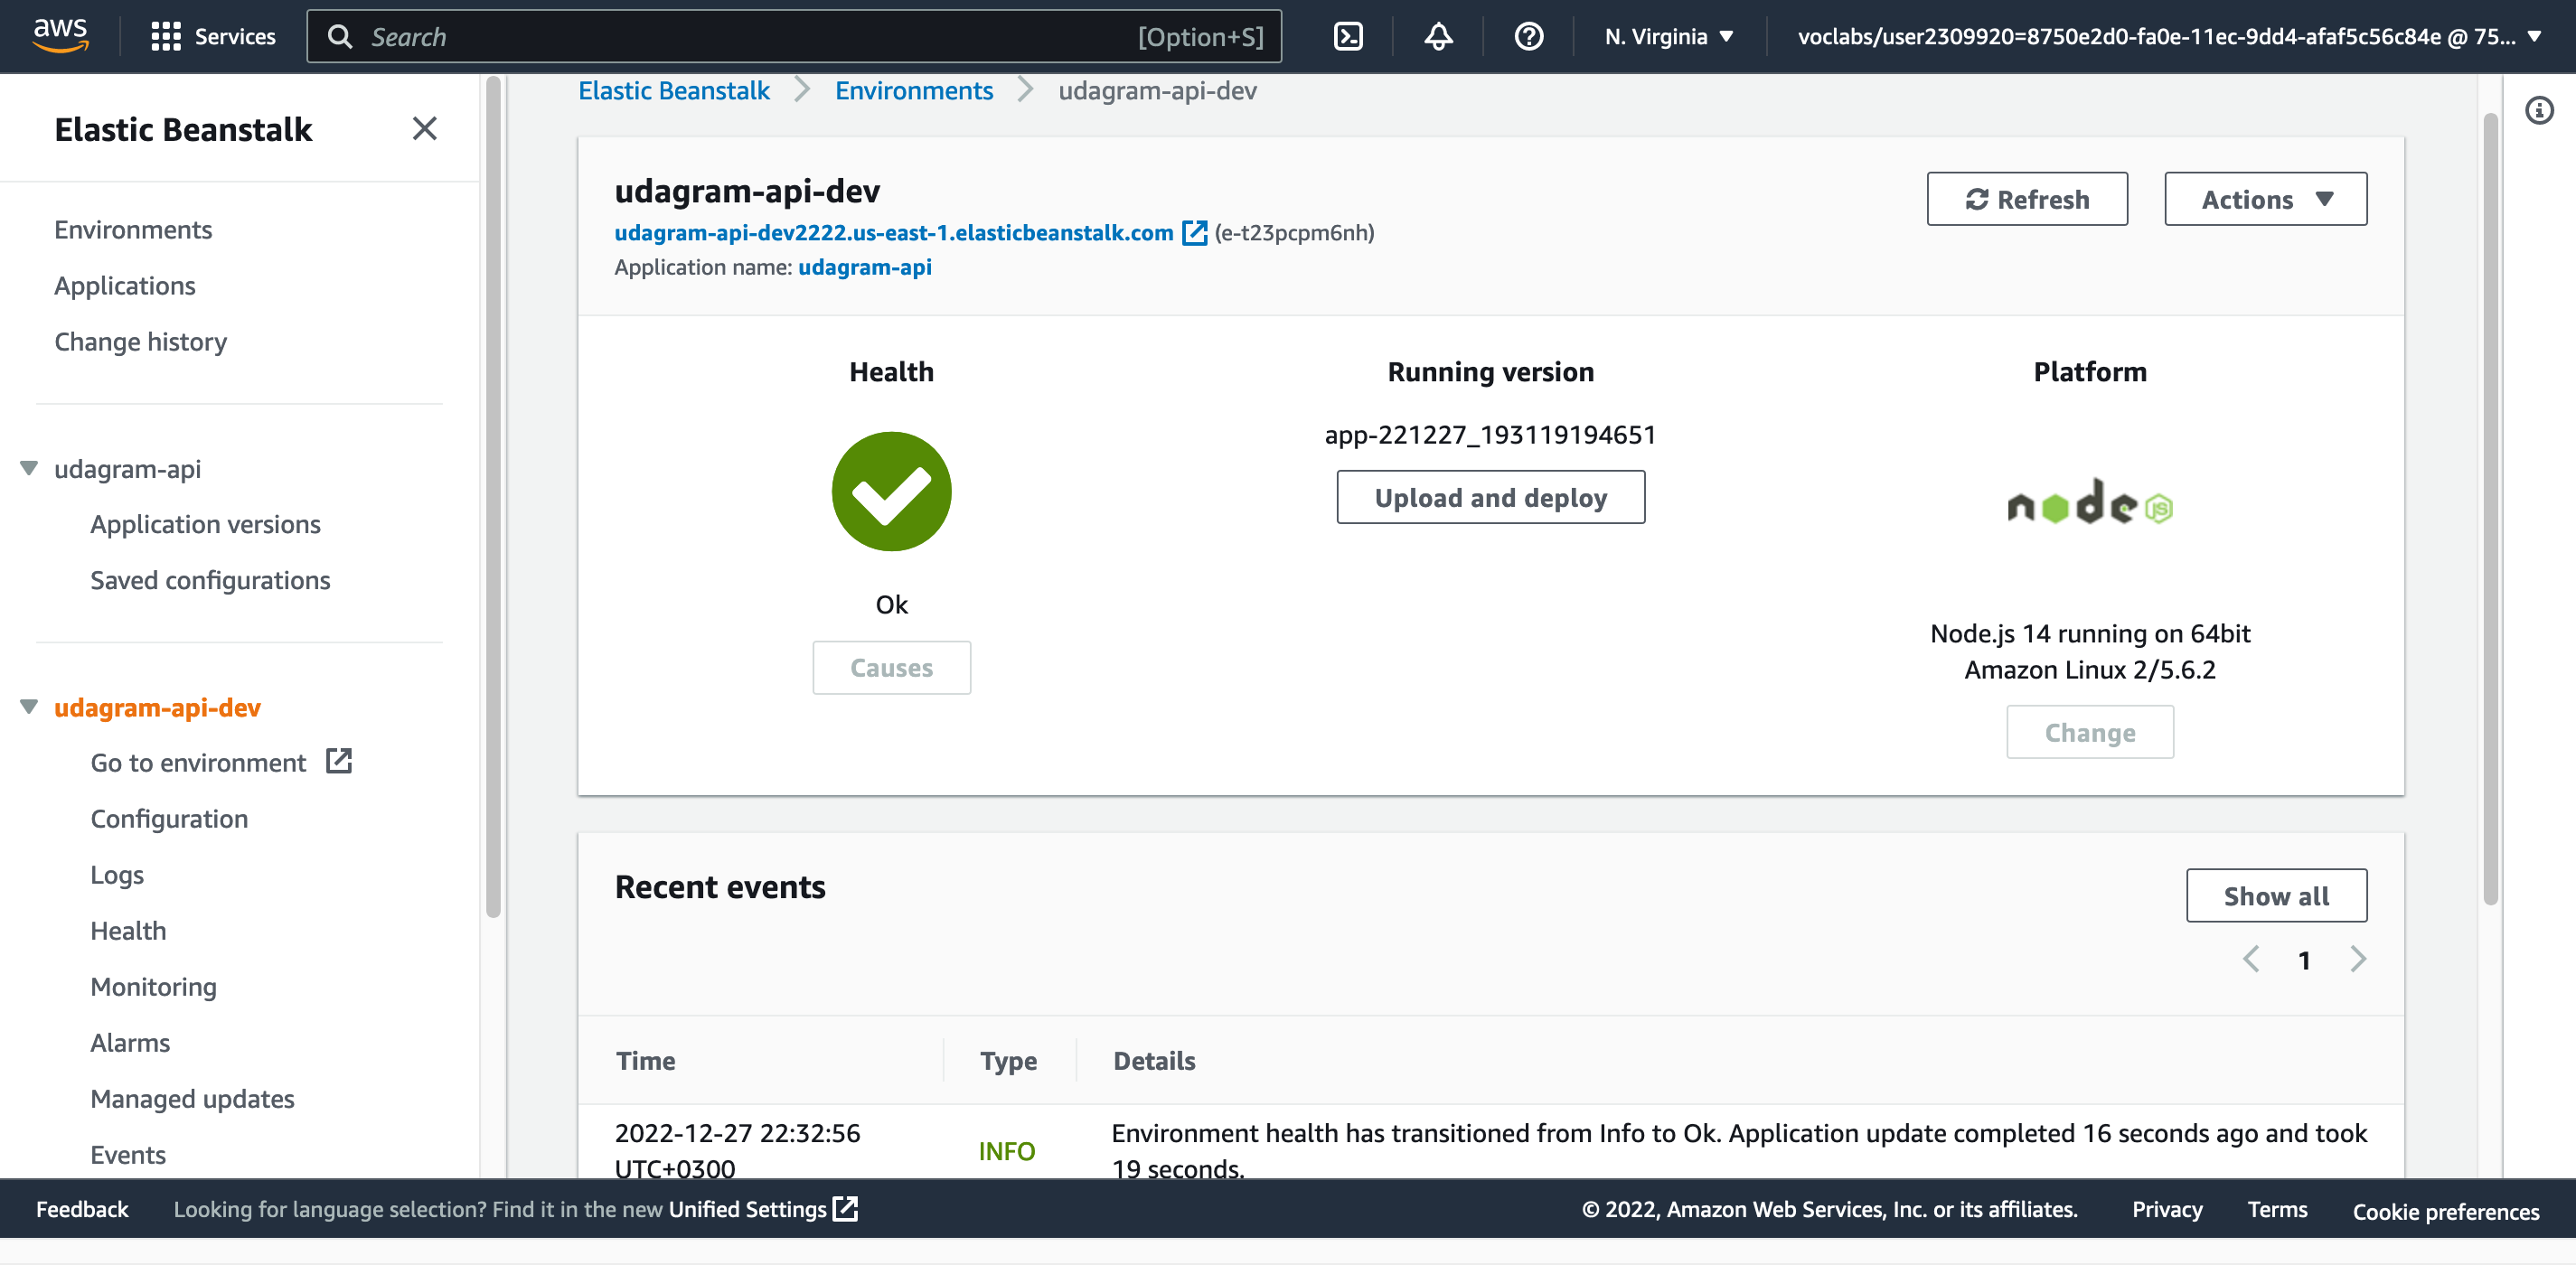 aws
Services
Search
[Option+S]
N. Virginia
voclabs/user2309920=8750e2d0-fa0e-11ec-9dd4-afaf5c56c84e @ 75...
Elastic Beanstalk
Environments
Applications
Change history
udagram-api
Application versions
Saved configurations
udagram-api-dev
Go to environment
Configuration
Logs
Health
Monitoring
Alarms
Managed updates
Events
Elastic Beanstalk
Environments
udagram-api-dev
udagram-api-dev
udagram-api-dev2222.us-east-1.elasticbeanstalk.com (e-t23pcpm6nh)
Application name: udagram-api
Refresh
Actions
Health
Ok
Causes
Running version
app-221227_193119194651
Upload and deploy
Platform
node JS
Node.js 14 running on 64bit
Amazon Linux 2/5.6.2
Change
Recent events
Show all
1
Time
Type
Details
2022-12-27 22:32:56
UTC+0300
INFO
Environment health has transitioned from Info to Ok. Application update completed 16 seconds ago and took
19 seconds.
Feedback
Looking for language selection? Find it in the new Unified Settings
© 2022, Amazon Web Services, Inc. or its affiliates.
Privacy
Terms
Cookie preferences